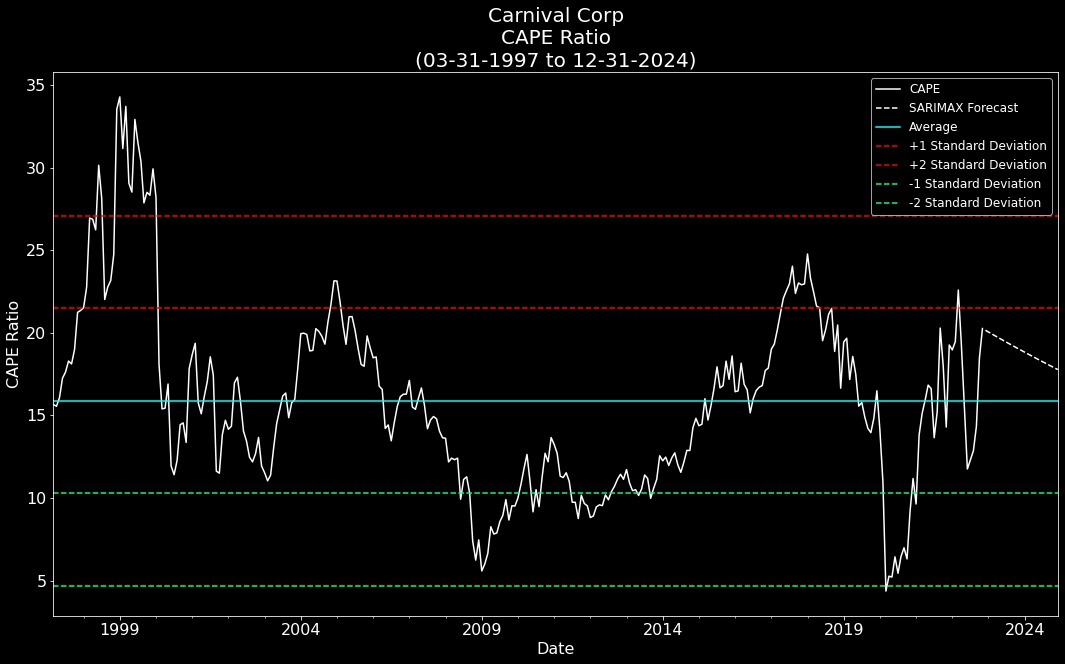 Carnival Corp
CAPE Ratio
(03-31-1997 to 12-31-2024)
CAPE
SARIMAX Forecast
Average
+1 Standard Deviation
+2 Standard Deviation
-1 Standard Deviation
-2 Standard Deviation
CAPE Ratio
35
30
25
20
15
10
5
1999
2004
2009
2014
2019
2024
Date